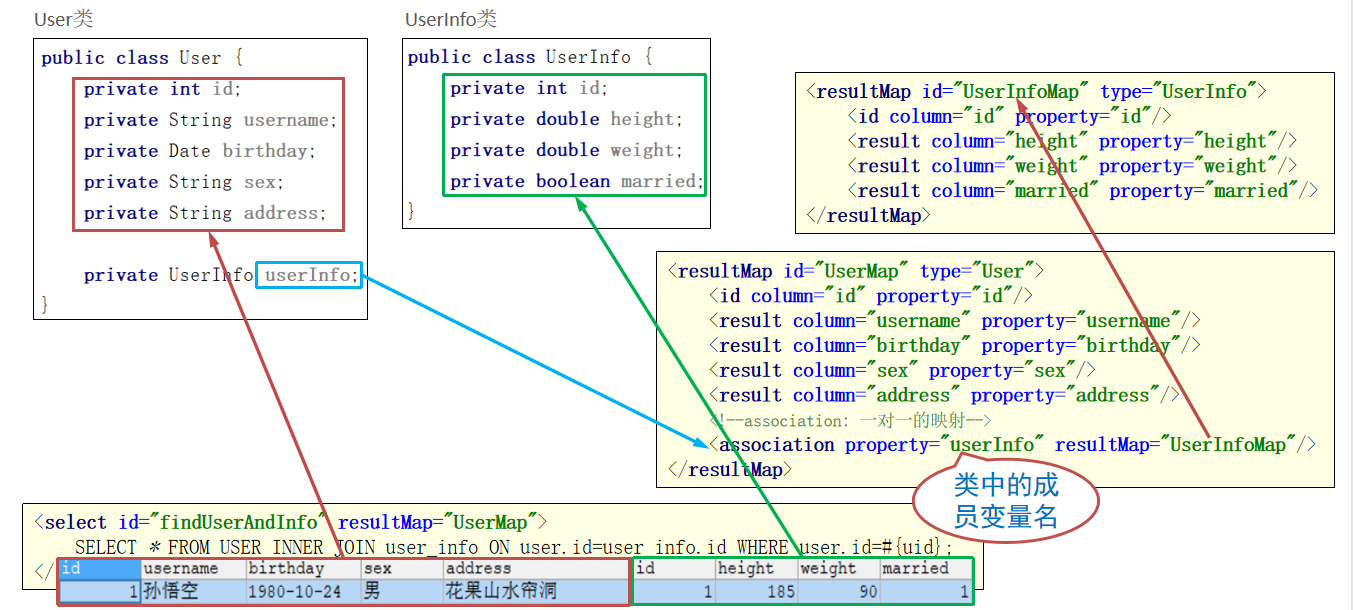 User类
public class User {
private int id;
private String username;
private Date birthday;
private String sex;
private String address;
private UserInfo userInfo;
}
UserInfo类
public class UserInfo {
private int id;
private double height;
private double weight;
private boolean married;
}
<resultMap id="UserInfoMap" type="UserInfo">
<id column="id" property="id"/>
<result column="height" property="height"/>
<result column="weight" property="weight"/>
<result column="married" property="married"/>
</resultMap>
<resultMap id="UserMap" type="User">
<id column="id" property="id"/>
<result column="username" property="username"/>
<result column="birthday" property="birthday"/>
<result column="sex" property="sex"/>
<result column="address" property="address"/>
<!--association: 一对一的映射-->
<association property="userInfo" resultMap="UserInfoMap"/>
</resultMap>
类中的成
员变量名
<select id="findUserAndInfo" resultMap="UserMap">
SELECT * FROM USER INNER JOIN user_info ON user.id=user_info.id WHERE user.id=#{uid};
</
id username birthday sex address id height weight married
1 孙悟空 1980-10-24 男 花果山水帘洞 1 185 90 1